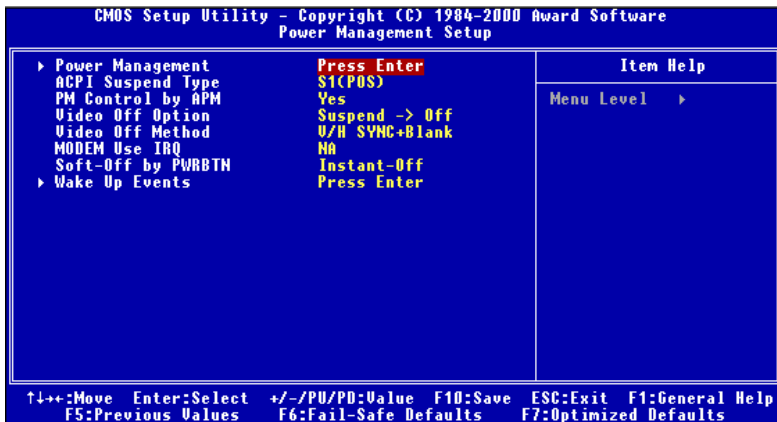 CMOS Setup Utility – Copyright (C) 1984-2000 Award Software
Power Management Setup
▶ Power Management Press Enter
ACPI Suspend Type S1(POS)
PM Control by APM Yes
Video Off Option Suspend -> Off
Video Off Method V/H SYNC+Blank
MODEM Use IRQ NA
Soft-Off by PWRBTN Instant-Off
▶ Wake Up Events Press Enter
Item Help
Menu Level ▶
↑↓→←:Move Enter:Select +/-/PU/PD:Value F10:Save ESC:Exit F1:General Help
F5:Previous Values F6:Fail-Safe Defaults F7:Optimized Defaults